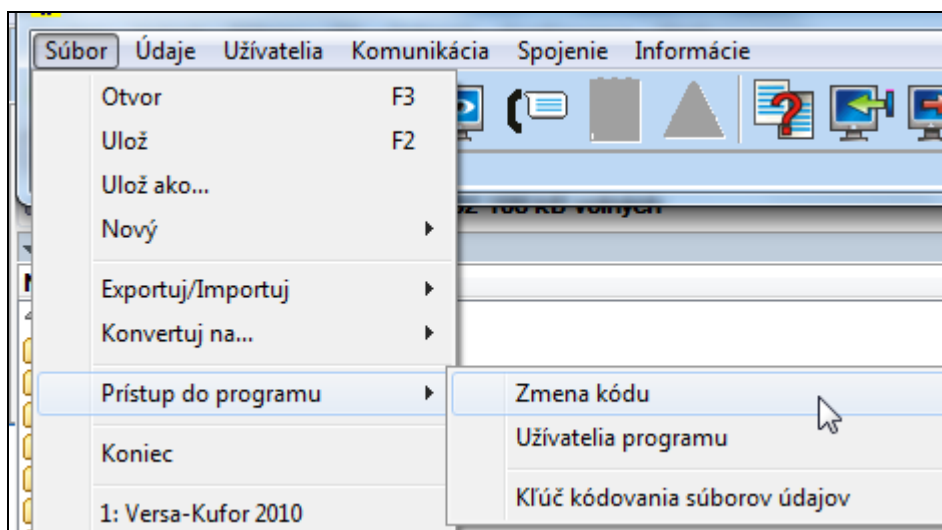 Súbor Údaje Užívatelia Komunikácia Spojenie Informácie
Otvor F3
Ulož F2
Ulož ako...
Nový
Exportuj/Importuj
Konvertuj na...
Prístup do programu
Zmena kódu
Užívatelia programu
Koniec
Kľúč kódovania súborov údajov
1: Versa-Kufor 2010